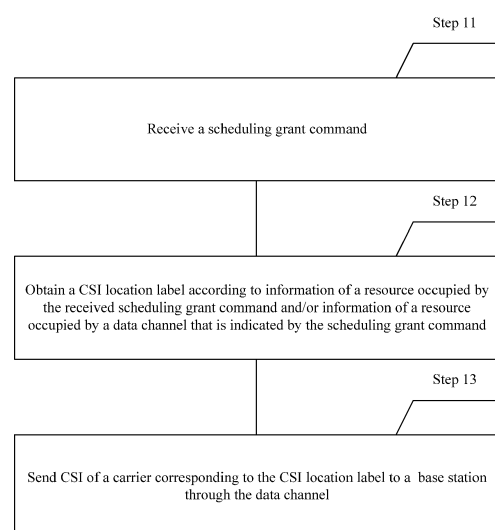 Step 11
Receive a scheduling grant command
Step 12
Obtain a CSI location label according to information of a resource occupied by
the received scheduling grant command and/or information of a resource
occupied by a data channel that is indicated by the scheduling grant command
Step 13
Send CSI of a carrier corresponding to the CSI location label to a base station
through the data channel